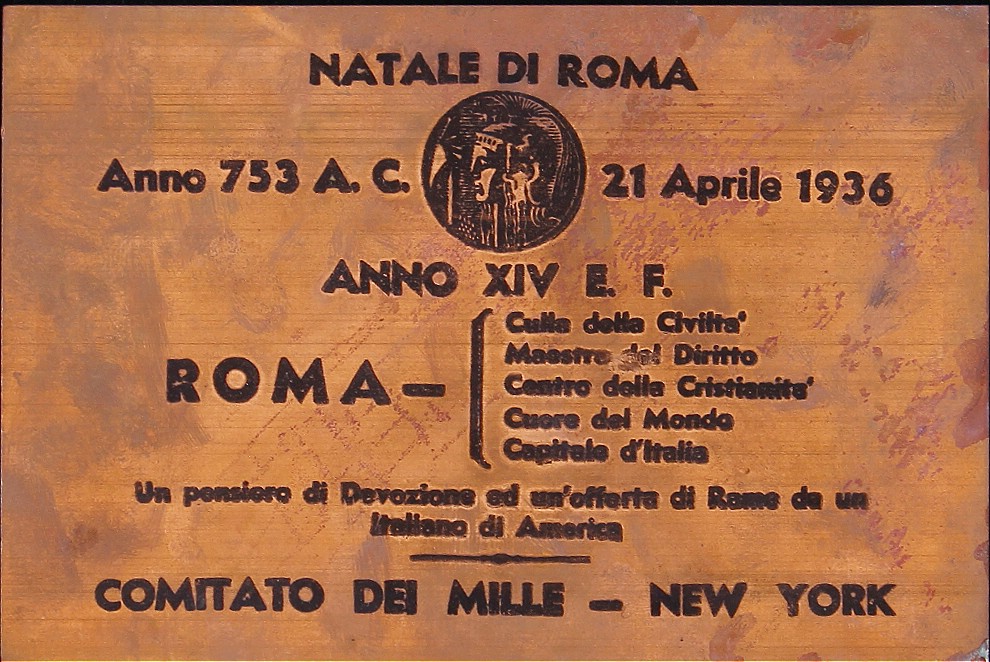 NATALE DI ROMA
Anno 753 A. C. 21 Aprile 1936
ANNO XIV E. F.
ROMA —
Culla della Civilta'
Maestra del Diritto
Centro della Cristianita'
Cuore del Mondo
Capitale d'Italia
Un pensiero di Devozione ed un'offerta di Rame da un
Italiano di America
COMITATO DEI MILLE — NEW YORK